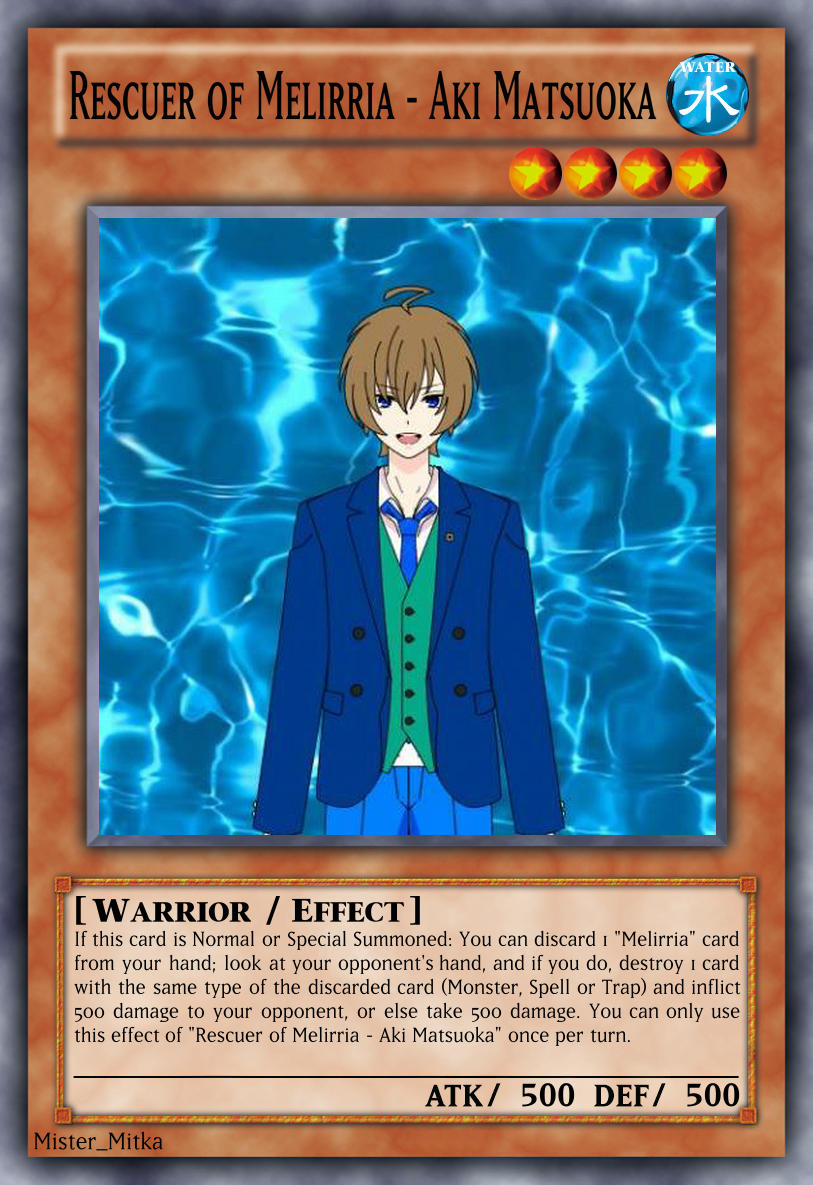 Rescuer of Melirria - Aki Matsuoka
WATER
水
[ Warrior / Effect ]
If this card is Normal or Special Summoned: You can discard 1 "Melirria" card
from your hand; look at your opponent's hand, and if you do, destroy 1 card
with the same type of the discarded card (Monster, Spell or Trap) and inflict
500 damage to your opponent, or else take 500 damage. You can only use
this effect of "Rescuer of Melirria - Aki Matsuoka" once per turn.
ATK/ 500 DEF/ 500
Mister_Mitka